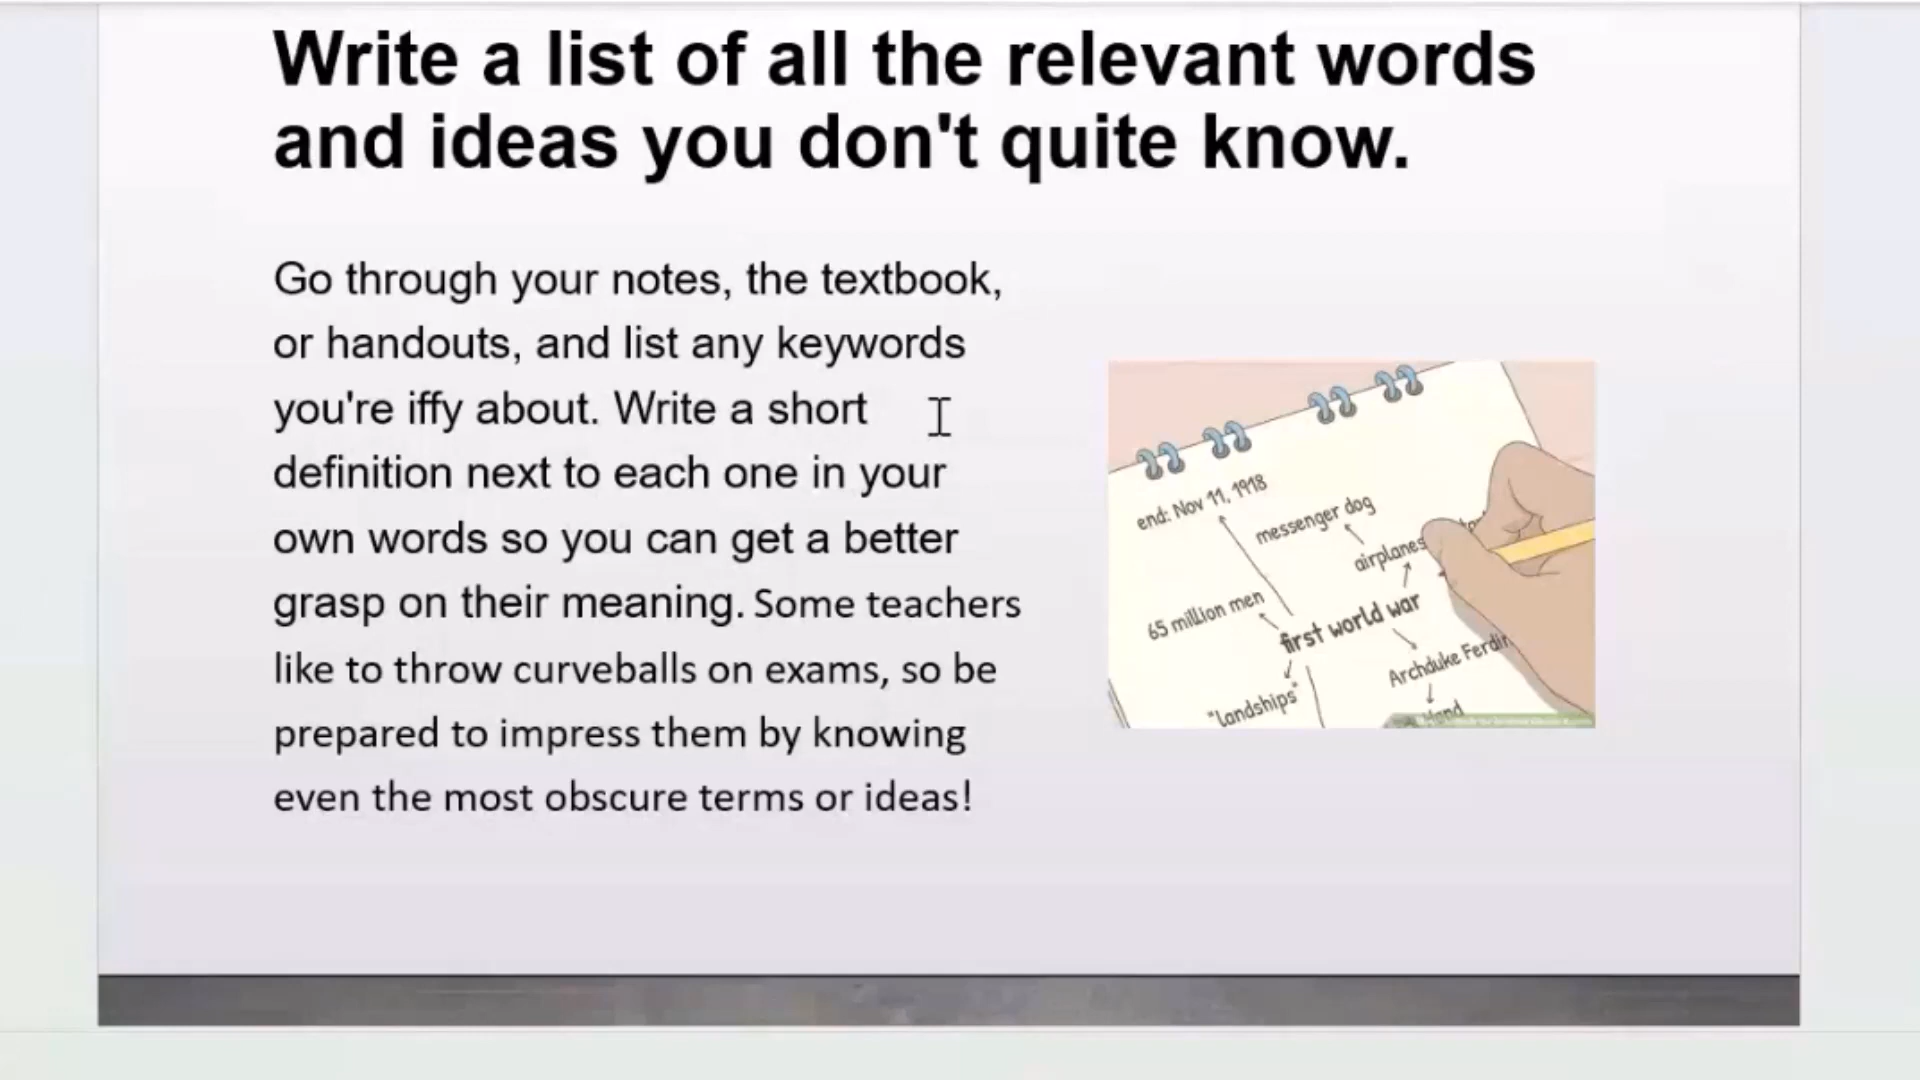 Write a list of all the relevant words
and ideas you don't quite know.
Go through your notes, the textbook,
or handouts, and list any keywords
you're iffy about. Write a short
definition next to each one in your
own words so you can get a better
grasp on their meaning. Some teachers
like to throw curveballs on exams, so be
prepared to impress them by knowing
even the most obscure terms or ideas!
end: Nov 11, 1918
messenger dog
airplanes
65 million men
first world war
Archduke Ferdin
"landships"